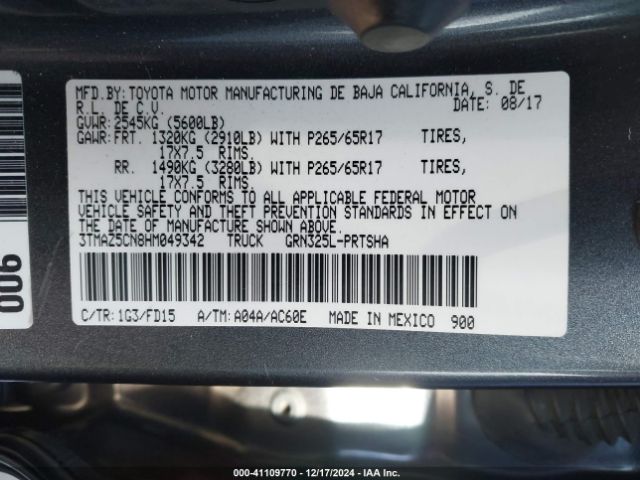 MFD.BY:TOYOTA MOTOR MANUFACTURING DE BAJA CALIFORNIA, S. DE
R.L. DE C.V. DATE: 08/17
GVWR:2545KG (5600LB)
GAWR:FRT. 1320KG (2910LB) WITH P265/65R17 TIRES,
17X7.5 RIMS.
RR. 1490KG (3280LB) WITH P265/65R17 TIRES,
17X7.5 RIMS.
THIS VEHICLE CONFORMS TO ALL APPLICABLE FEDERAL MOTOR
VEHICLE SAFETY AND THEFT PREVENTION STANDARDS IN EFFECT ON
THE DATE OF MANUFACTURE SHOWN ABOVE.
3TMAZ5CN8HM049342 TRUCK GRN325L-PRTSHA
C/TR:1G3/FD15 A/TM:A04A/AC60E MADE IN MEXICO 900
006
000-41109770 - 12/17/2024 - IAA Inc.